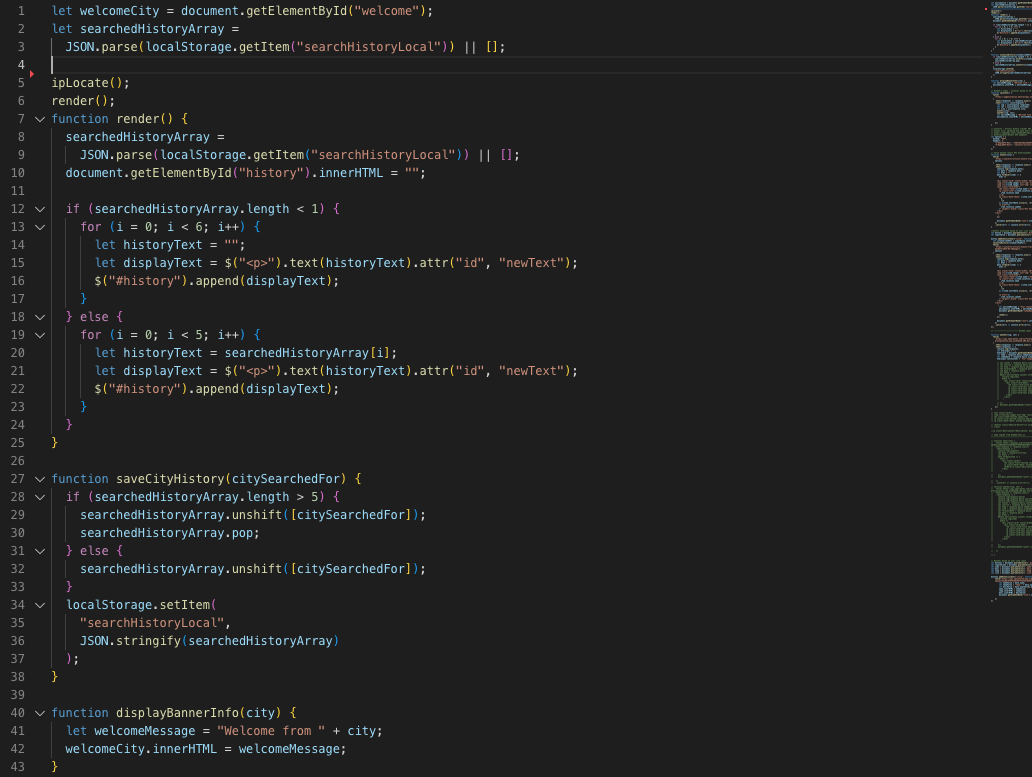 1 let welcomeCity = document.getElementById("welcome");
2 let searchedHistoryArray =
3   JSON.parse(localStorage.getItem("searchHistoryLocal")) || [];
4
5 ipLocate();
6 render();
7 function render() {
8   searchedHistoryArray =
9     JSON.parse(localStorage.getItem("searchHistoryLocal")) || [];
10   document.getElementById("history").innerHTML = "";
11
12   if (searchedHistoryArray.length < 1) {
13     for (i = 0; i < 6; i++) {
14       let historyText = "";
15       let displayText = $("<p>").text(historyText).attr("id", "newText");
16       $("#history").append(displayText);
17     }
18   } else {
19     for (i = 0; i < 5; i++) {
20       let historyText = searchedHistoryArray[i];
21       let displayText = $("<p>").text(historyText).attr("id", "newText");
22       $("#history").append(displayText);
23     }
24   }
25 }
26
27 function saveCityHistory(citySearchedFor) {
28   if (searchedHistoryArray.length > 5) {
29     searchedHistoryArray.unshift([citySearchedFor]);
30     searchedHistoryArray.pop;
31   } else {
32     searchedHistoryArray.unshift([citySearchedFor]);
33   }
34   localStorage.setItem(
35     "searchHistoryLocal",
36     JSON.stringify(searchedHistoryArray)
37   );
38 }
39
40 function displayBannerInfo(city) {
41   let welcomeMessage = "Welcome from " + city;
42   welcomeCity.innerHTML = welcomeMessage;
43 }